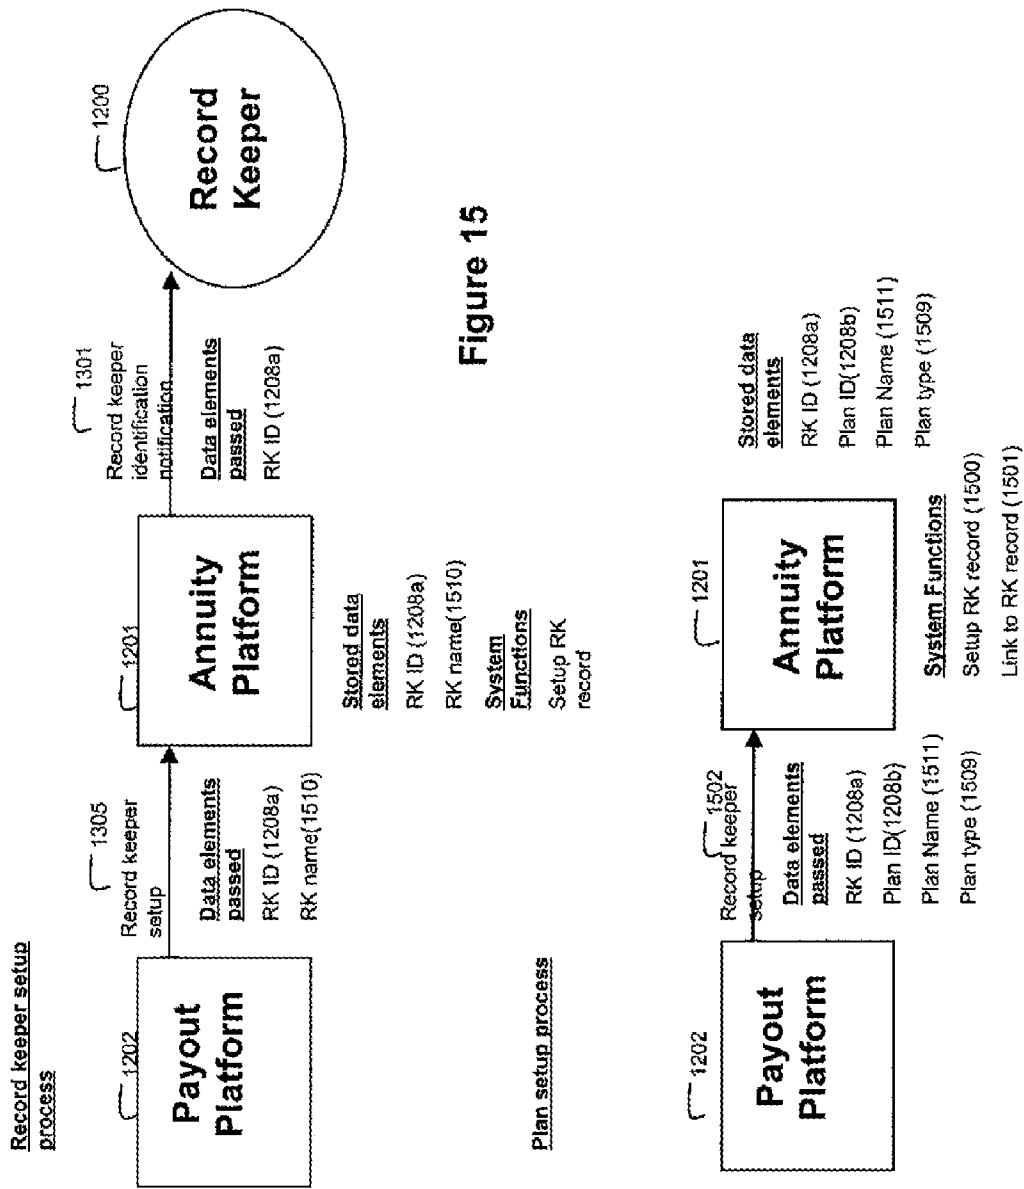 Record keeper setup
process
1202
Payout
Platform
1305
Record keeper
setup
Data elements
passed
RK ID (1208a)
RK name(1510)
1201
Annuity
Platform
Stored data
elements
RK ID (1208a)
RK name(1510)
System
Functions
Setup RK
record
1301
Record keeper
identification
notification
Data elements
passed
RK ID (1208a)
1200
Record
Keeper
Figure 15
Plan setup process
1202
Payout
Platform
1502
Record keeper
setup
Data elements
passed
RK ID (1208a)
Plan ID(1208b)
Plan Name (1511)
Plan type (1509)
1201
Annuity
Platform
System Functions
Setup RK record (1500)
Link to RK record (1501)
Stored data
elements
RK ID (1208a)
Plan ID(1208b)
Plan Name (1511)
Plan type (1509)